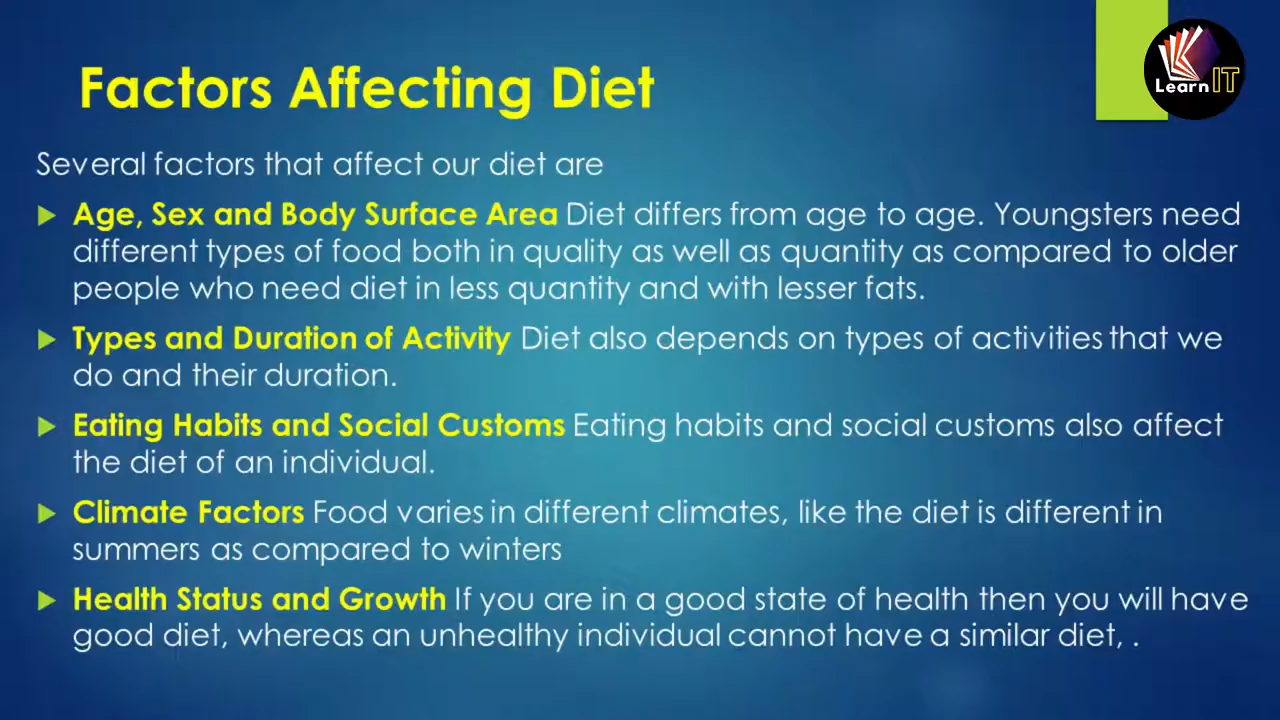 Factors Affecting Diet
Learn IT
Several factors that affect our diet are
Age, Sex and Body Surface Area Diet differs from age to age. Youngsters need
different types of food both in quality as well as quantity as compared to older
people who need diet in less quantity and with lesser fats.
Types and Duration of Activity Diet also depends on types of activities that we
do and their duration.
Eating Habits and Social Customs Eating habits and social customs also affect
the diet of an individual.
Climate Factors Food varies in different climates, like the diet is different in
summers as compared to winters
Health Status and Growth If you are in a good state of health then you will have
good diet, whereas an unhealthy individual cannot have a similar diet, .